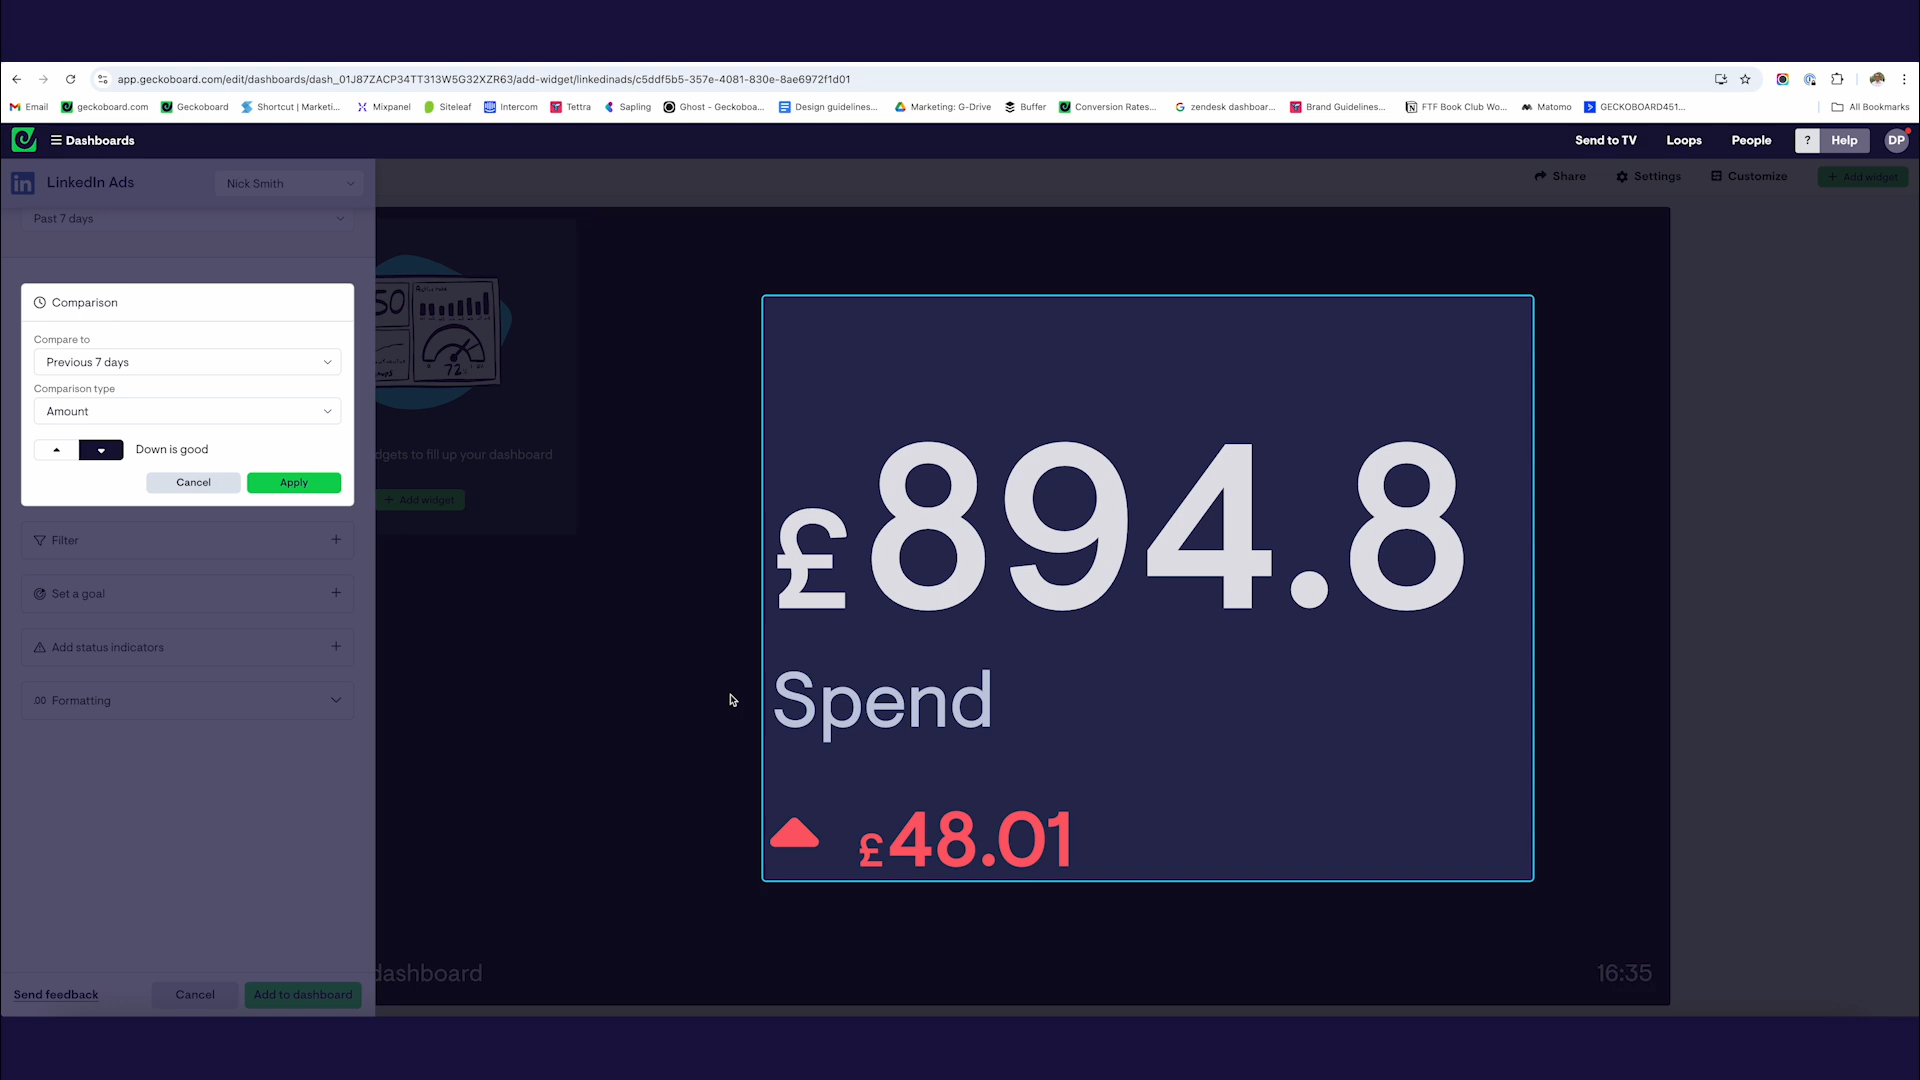 app.geckoboard.com/edit/dashboards/dash_01J87ZACP34TT313W5G32XZR63/add-widget/linkedinads/c5ddf5b5-357e-4081-830e-8ae6972f1d01
Email geckoboard.com Geckoboard Shortcut | Marketi... Mixpanel Siteleaf Intercom Tettra Sapling Ghost - Geckoboa... Design guidelines... Marketing: G-Drive Buffer Conversion Rates... zendesk dashboar... Brand Guidelines... FTF Book Club Wo... Matomo GECKOBOARD451... All Bookmarks
Dashboards Send to TV Loops People ? Help DP
LinkedIn Ads Nick Smith Share Settings Customize + Add widget
Past 7 days
Comparison
Compare to
Previous 7 days
Comparison type
Amount
Down is good
Cancel Apply
Filter
Set a goal
Add status indicators
.00 Formatting
Send feedback Cancel Add to dashboard
50
72
dgets to fill up your dashboard
+ Add widget
£894.8
Spend
£48.01
dashboard
16:35